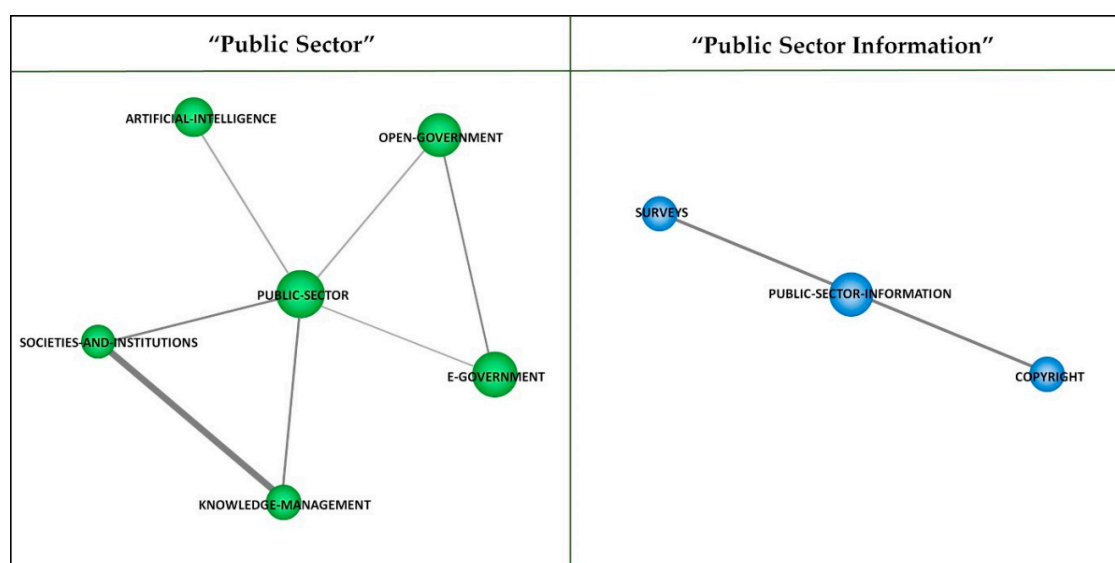 “Public Sector”
“Public Sector Information”
ARTIFICIAL-INTELLIGENCE
OPEN-GOVERNMENT
PUBLIC-SECTOR
SOCIETIES-AND-INSTITUTIONS
E-GOVERNMENT
KNOWLEDGE-MANAGEMENT
SURVEYS
PUBLIC-SECTOR-INFORMATION
COPYRIGHT